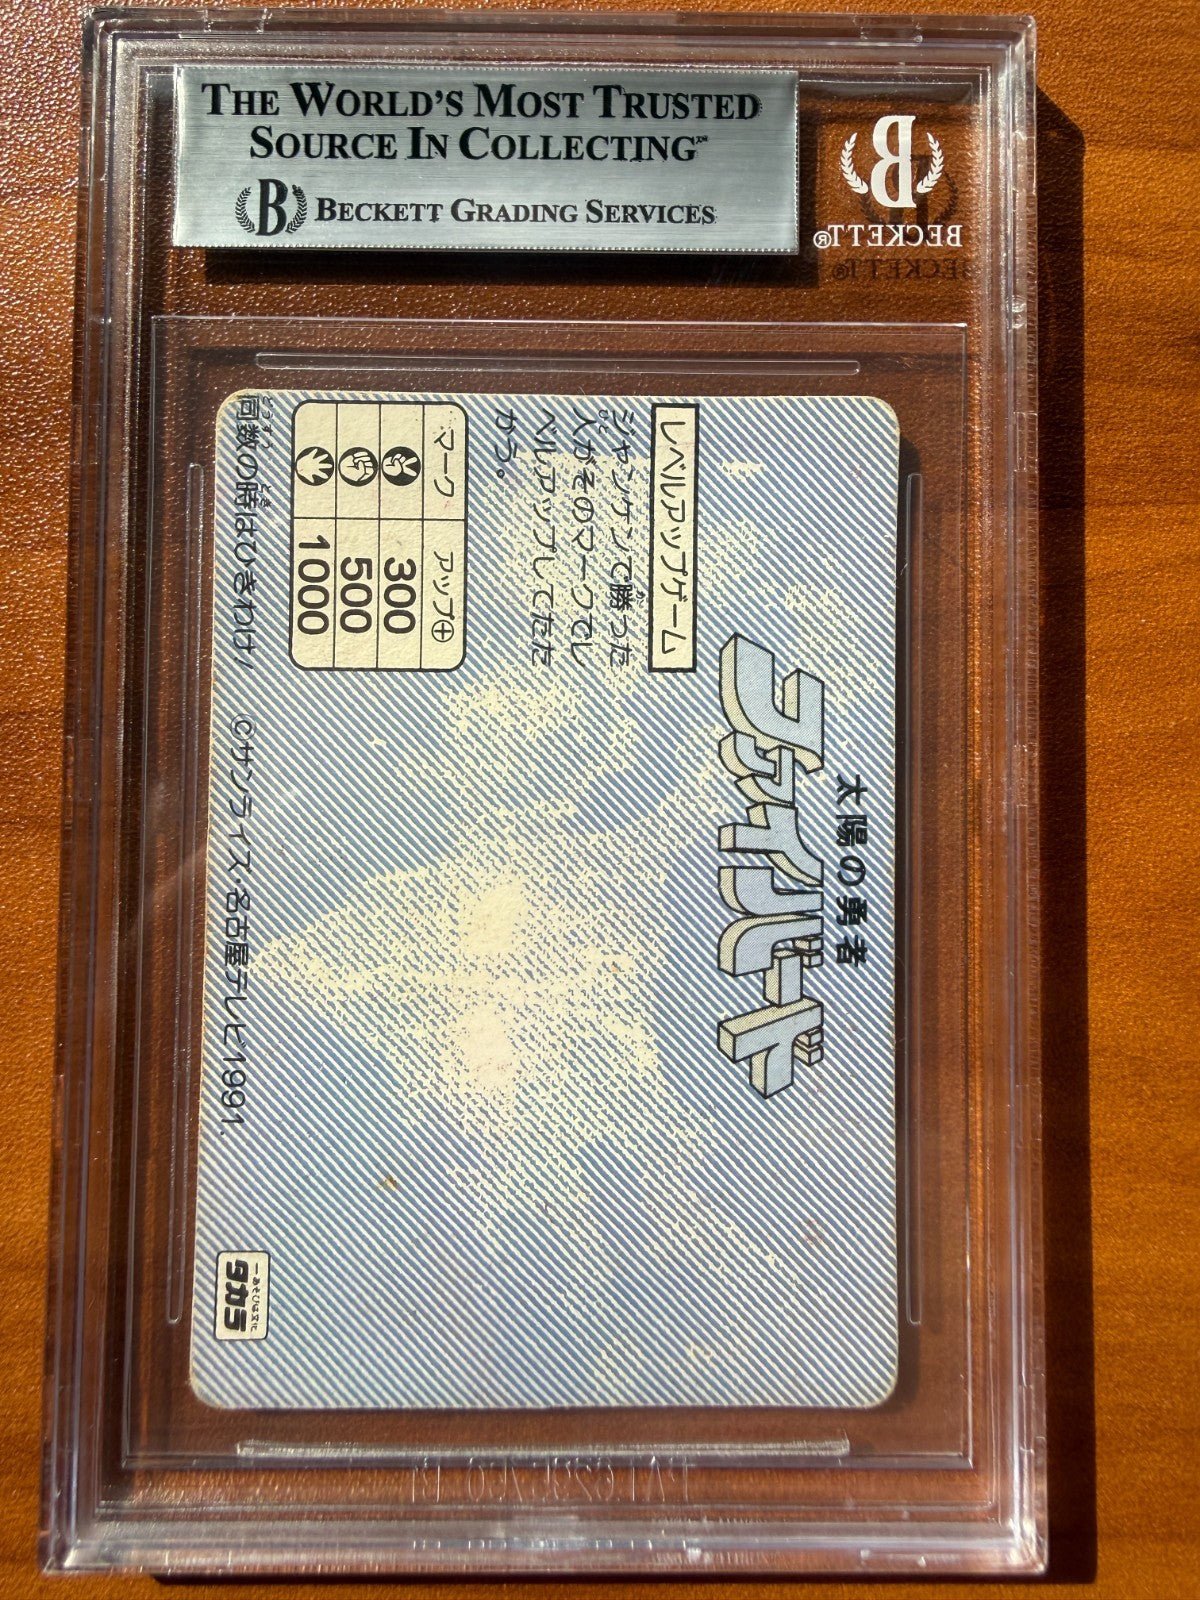 THE WORLD'S MOST TRUSTED
SOURCE IN COLLECTING™
B BECKETT GRADING SERVICES
B
BECKETT®
太陽の勇者
ファイバード
レベルアップゲーム
ジャンケンで勝った
人がそのマークでレ
ベルアップしてたた
かう。
マーク アップ⊕
300
500
1000
同数の時はひきわけ!
©サンライズ・名古屋テレビ1991.
タカラ